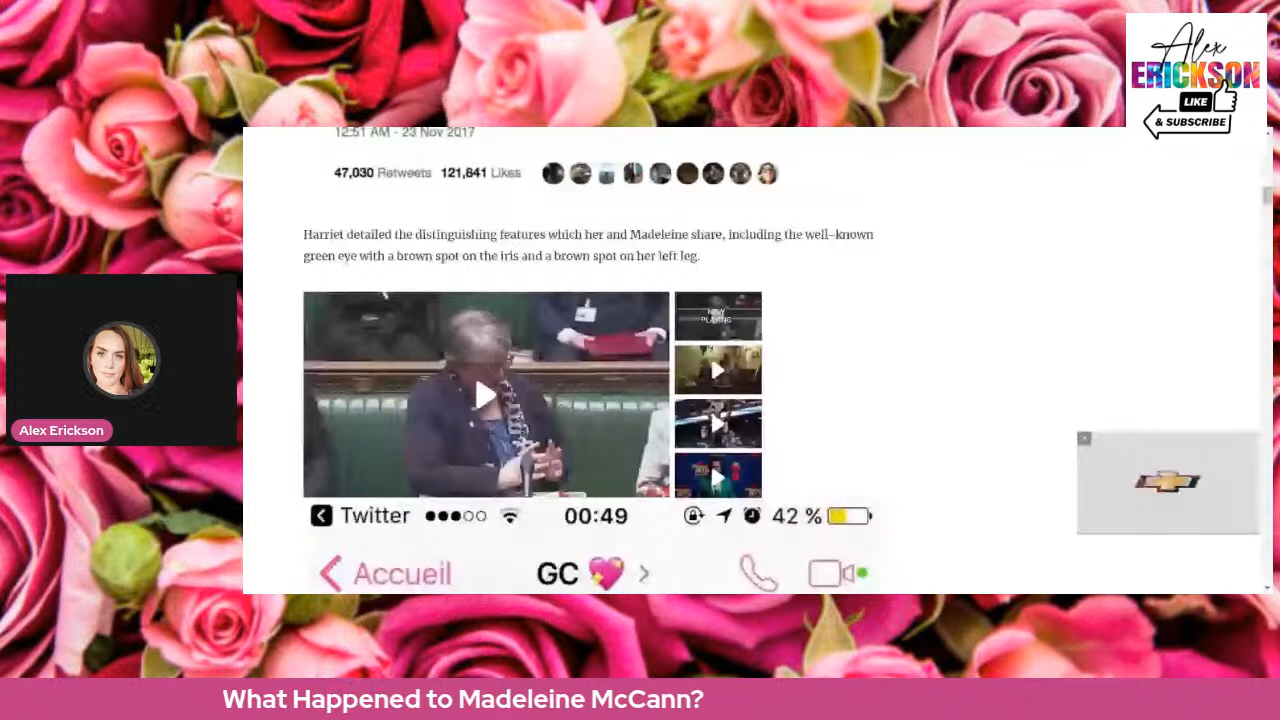 Alex
ERICKSON
LIKE
& SUBSCRIBE
12:51 AM - 23 Nov 2017
47,030 Retweets 121,841 Likes
Harriet detailed the distinguishing features which her and Madeleine share, including the well-known
green eye with a brown spot on the iris and a brown spot on her left leg.
NOW
PLAYING
Alex Erickson
Twitter 00:49 42 %
Accueil GC
What Happened to Madeleine McCann?